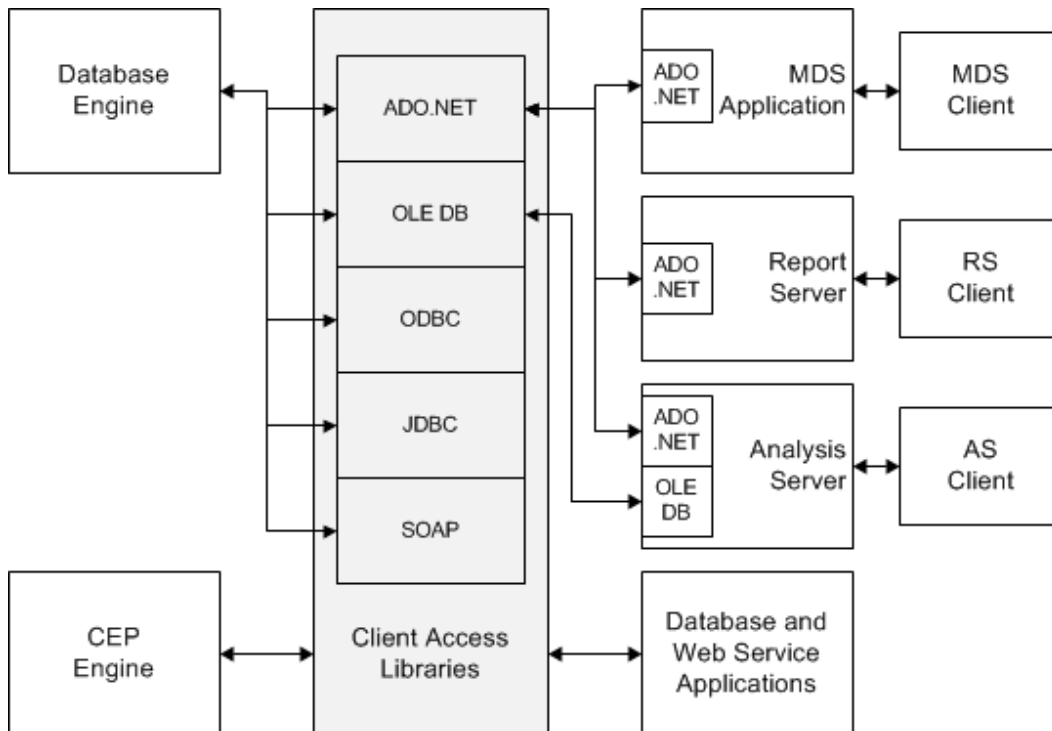 Database
Engine
ADO.NET
OLE DB
ODBC
JDBC
SOAP
Client Access
Libraries
CEP
Engine
ADO
.NET
MDS
Application
MDS
Client
ADO
.NET
Report
Server
RS
Client
ADO
.NET
OLE
DB
Analysis
Server
AS
Client
Database and
Web Service
Applications